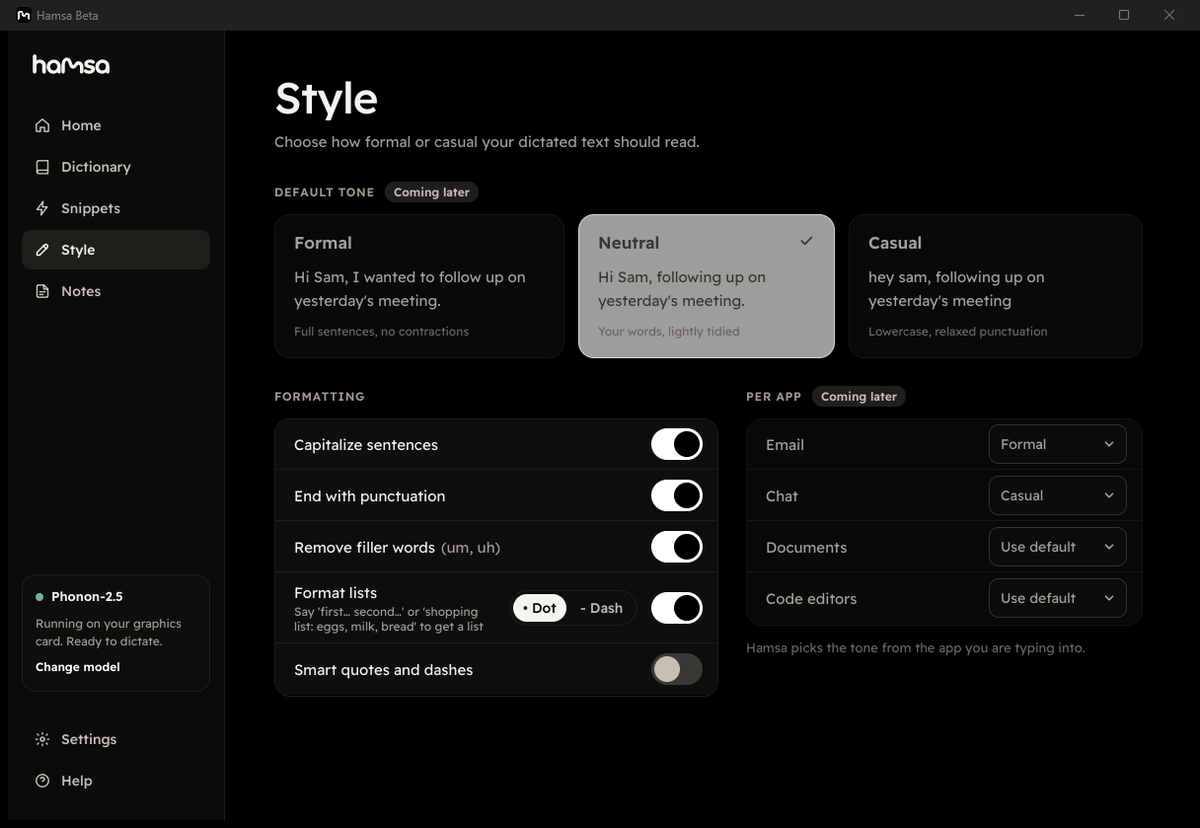 Hamsa Beta
hamsa
Home
Dictionary
Snippets
Style
Notes
Phonon-2.5
Running on your graphics
card. Ready to dictate.
Change model
Settings
Help
Style
Choose how formal or casual your dictated text should read.
DEFAULT TONE Coming later
Formal
Hi Sam, I wanted to follow up on
yesterday's meeting.
Full sentences, no contractions
Neutral
Hi Sam, following up on
yesterday's meeting.
Your words, lightly tidied
Casual
hey sam, following up on
yesterday's meeting
Lowercase, relaxed punctuation
FORMATTING
Capitalize sentences
End with punctuation
Remove filler words (um, uh)
Format lists
Say 'first... second...' or 'shopping
list: eggs, milk, bread' to get a list
• Dot - Dash
Smart quotes and dashes
PER APP Coming later
Email Formal
Chat Casual
Documents Use default
Code editors Use default
Hamsa picks the tone from the app you are typing into.